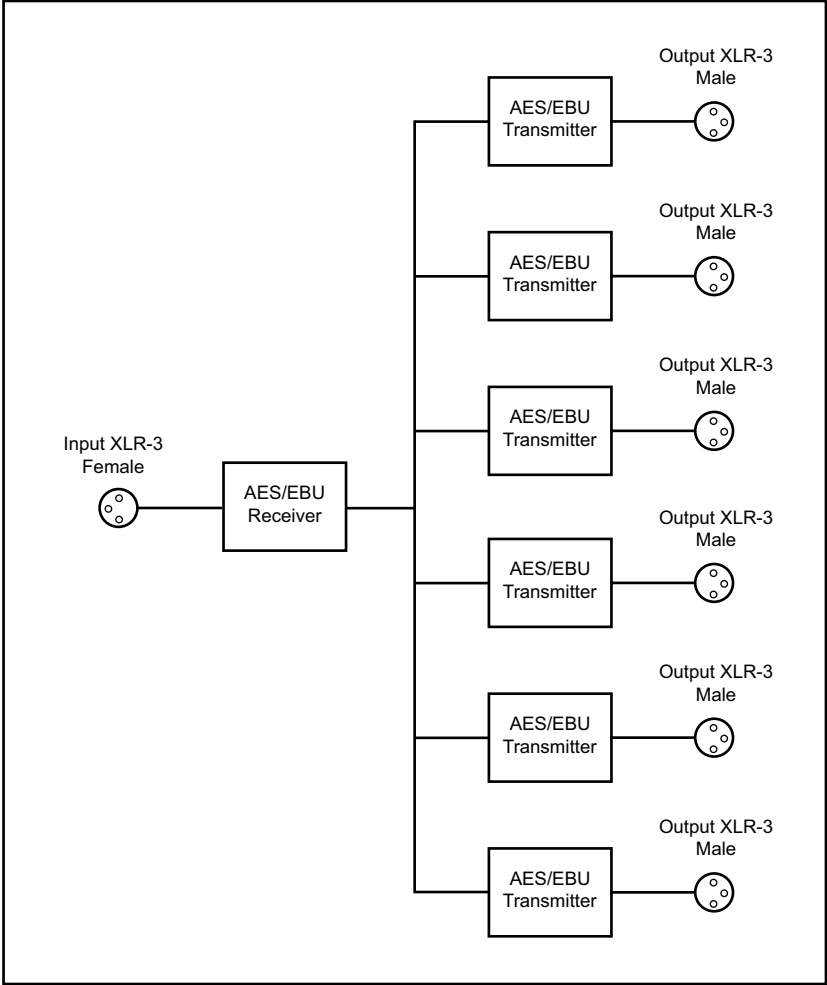 Output XLR-3
Male
AES/EBU
Transmitter
Output XLR-3
Male
AES/EBU
Transmitter
Output XLR-3
Male
AES/EBU
Transmitter
Input XLR-3
Female
AES/EBU
Receiver
Output XLR-3
Male
AES/EBU
Transmitter
Output XLR-3
Male
AES/EBU
Transmitter
Output XLR-3
Male
AES/EBU
Transmitter